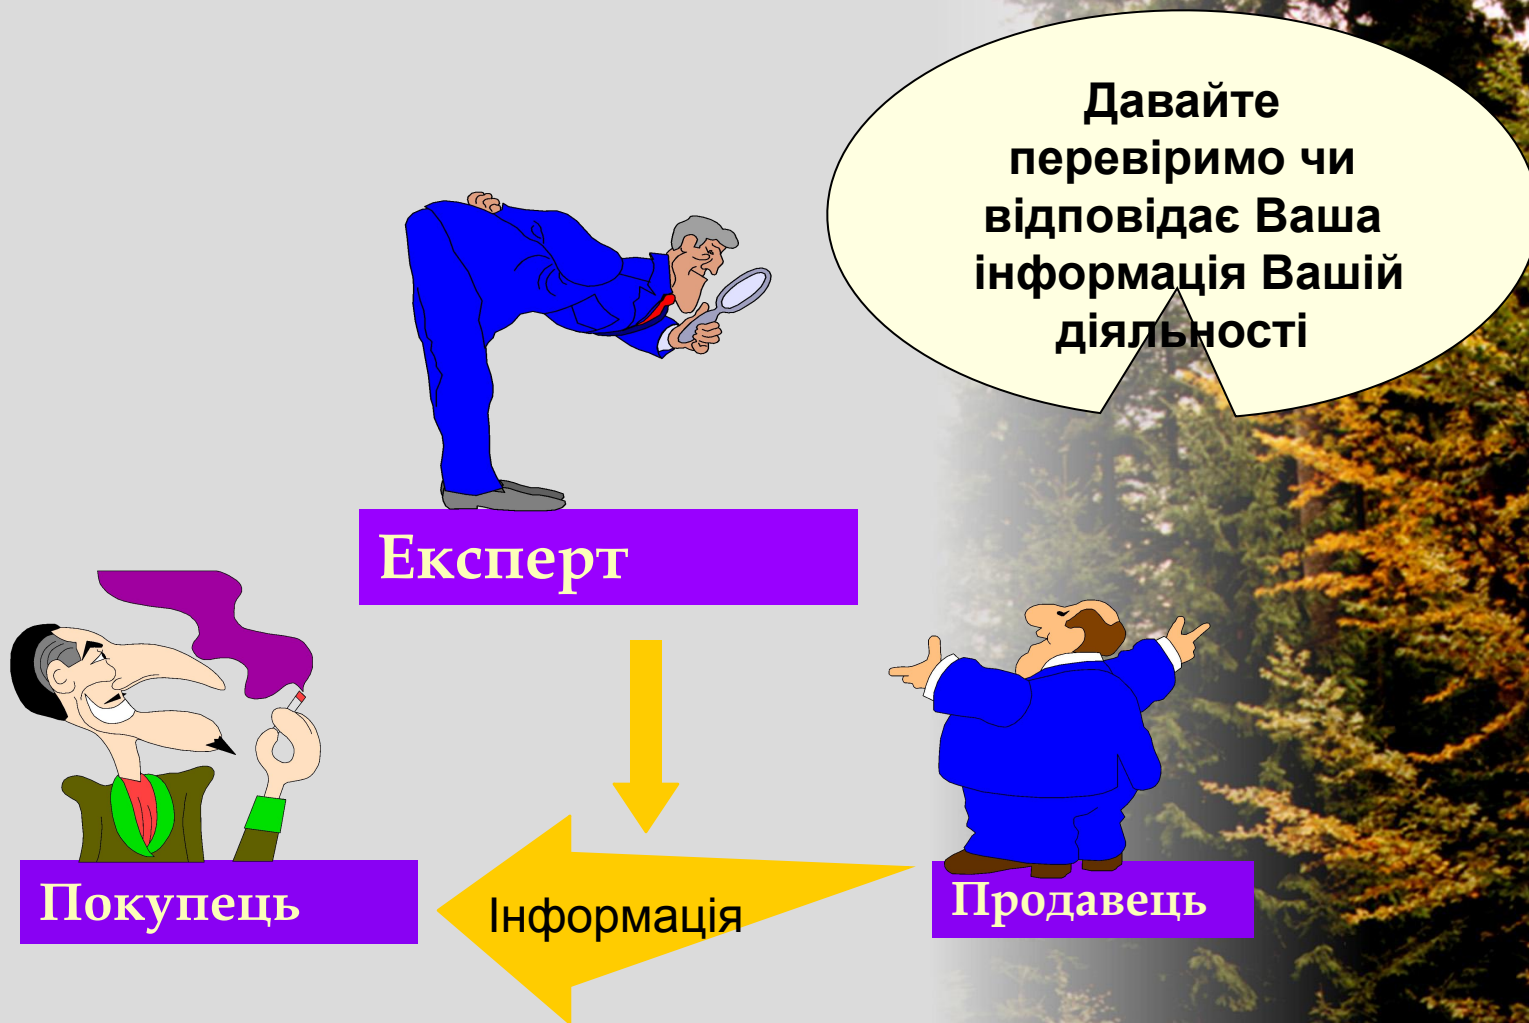 Давайте
перевіримо чи
відповідає Ваша
інформація Вашій
діяльності
Експерт
Покупець
Інформація
Продавець